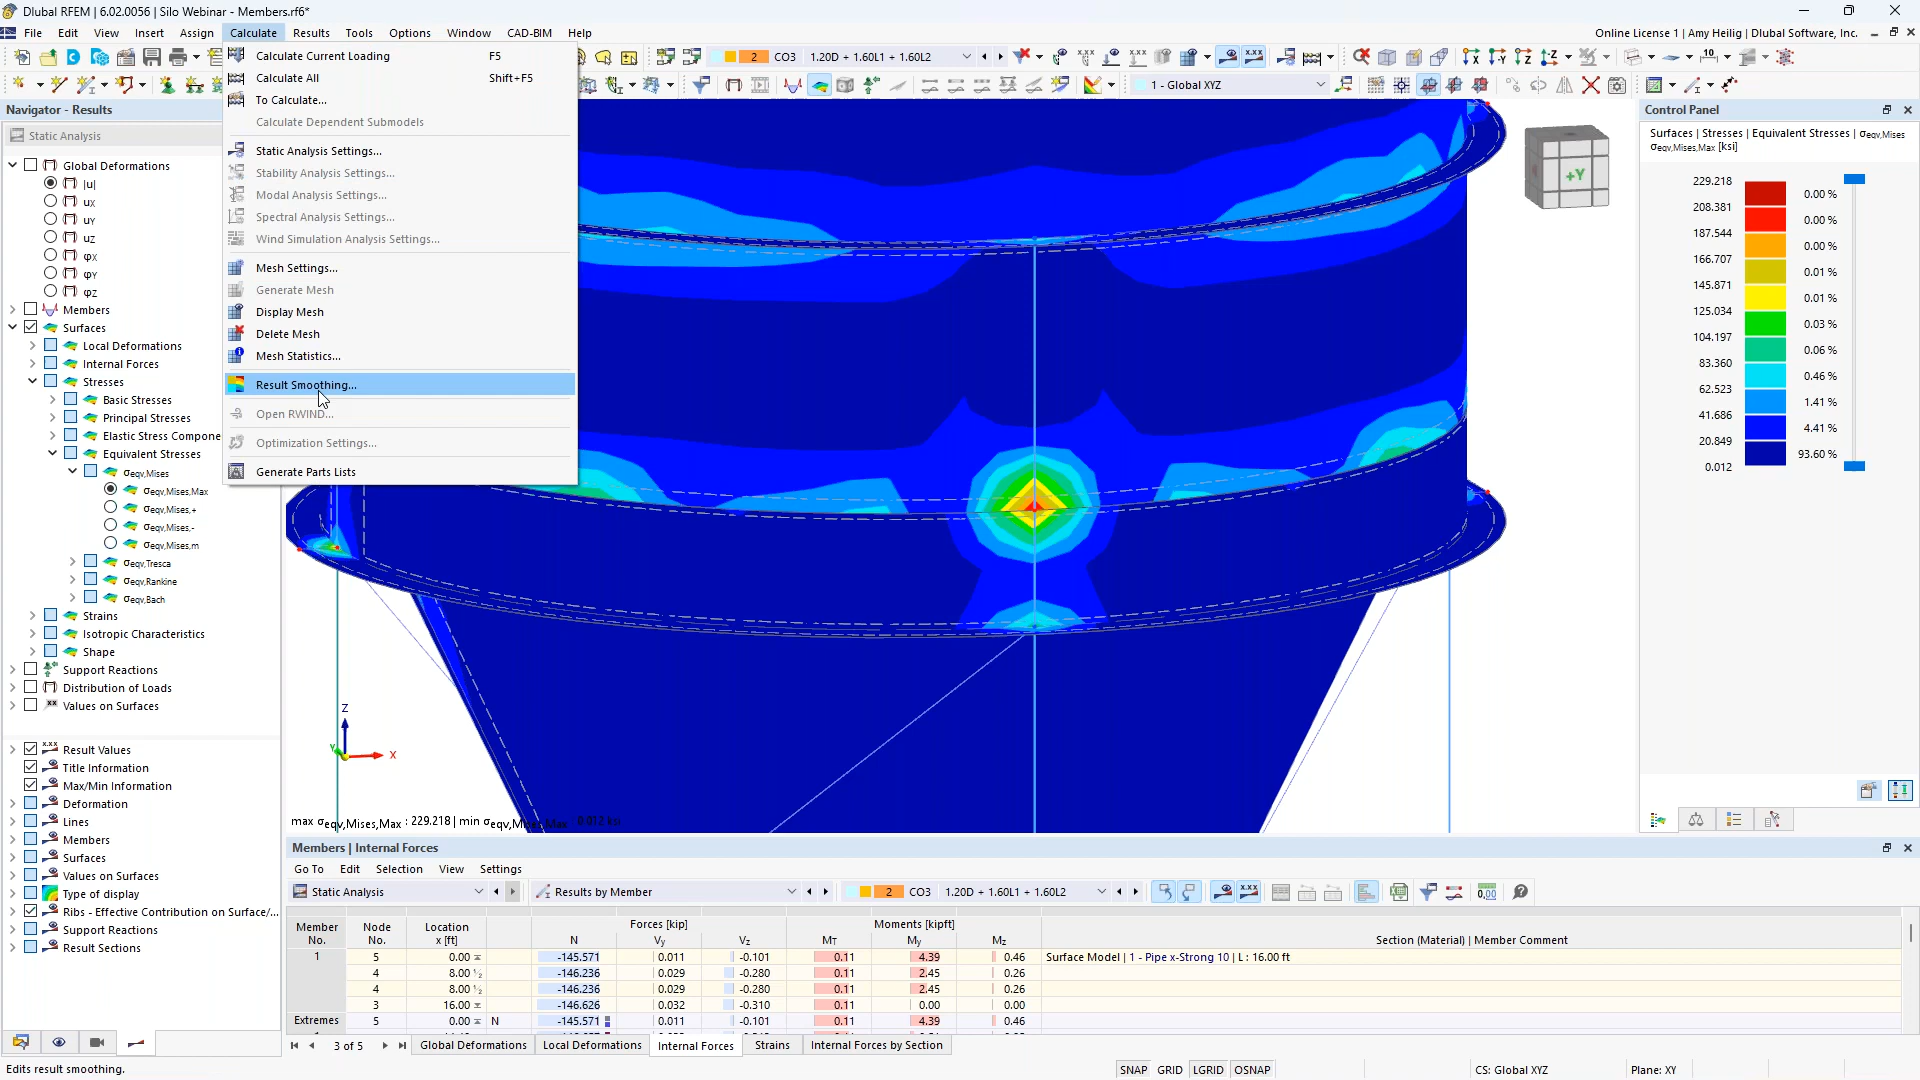 Dlubal RFEM | 6.02.0056 | Silo Webinar - Members.rf6*
File Edit View Insert Assign Calculate Results Tools Options Window CAD-BIM Help
Online License 1 | Amy Heilig | Dlubal Software, Inc.
2 CO3 1.20D + 1.60L1 + 1.60L2
1 - Global XYZ
Navigator - Results
Static Analysis
Global Deformations
|u|
uX
uY
uZ
φX
φY
φZ
Members
Surfaces
Local Deformations
Internal Forces
Stresses
Basic Stresses
Principal Stresses
Elastic Stress Compone
Equivalent Stresses
σeqv,Mises
σeqv,Mises,Max
σeqv,Mises,+
σeqv,Mises,-
σeqv,Mises,m
σeqv,Tresca
σeqv,Rankine
σeqv,Bach
Strains
Isotropic Characteristics
Shape
Support Reactions
Distribution of Loads
Values on Surfaces
Result Values
Title Information
Max/Min Information
Deformation
Lines
Members
Surfaces
Values on Surfaces
Type of display
Ribs - Effective Contribution on Surface/...
Support Reactions
Result Sections
Calculate Current Loading F5
Calculate All Shift+F5
To Calculate...
Calculate Dependent Submodels
Static Analysis Settings...
Stability Analysis Settings...
Modal Analysis Settings...
Spectral Analysis Settings...
Wind Simulation Analysis Settings...
Mesh Settings...
Generate Mesh
Display Mesh
Delete Mesh
Mesh Statistics...
Result Smoothing...
Open RWIND...
Optimization Settings...
Generate Parts Lists
+Y
Z
Y
X
max σeqv,Mises,Max : 229.218 | min σeqv,Mises,Max : 0.012 ksi
Control Panel
Surfaces | Stresses | Equivalent Stresses | σeqv,Mises
σeqv,Mises,Max [ksi]
229.218
0.00 %
208.381
0.00 %
187.544
0.00 %
166.707
0.01 %
145.871
0.01 %
125.034
0.03 %
104.197
0.06 %
83.360
0.46 %
62.523
1.41 %
41.686
4.41 %
20.849
93.60 %
0.012
Members | Internal Forces
Go To Edit Selection View Settings
Static Analysis Results by Member 2 CO3 1.20D + 1.60L1 + 1.60L2
Member No. Node No. Location x [ft] Forces [kip] N Vy Vz Moments [kipft] MT My Mz Section (Material) | Member Comment
1 5 0.00 -145.571 0.011 -0.101 0.11 4.39 0.46 Surface Model | 1 - Pipe x-Strong 10 | L : 16.00 ft
4 8.00 ½ -146.236 0.029 -0.280 0.11 2.45 0.26
4 8.00 ½ -146.236 0.029 -0.280 0.11 2.45 0.26
3 16.00 -146.626 0.032 -0.310 0.11 0.00 0.00
Extremes 5 0.00 N -145.571 0.011 -0.101 0.11 4.39 0.46
3 of 5 Global Deformations Local Deformations Internal Forces Strains Internal Forces by Section
Edits result smoothing.
SNAP GRID LGRID OSNAP CS: Global XYZ Plane: XY